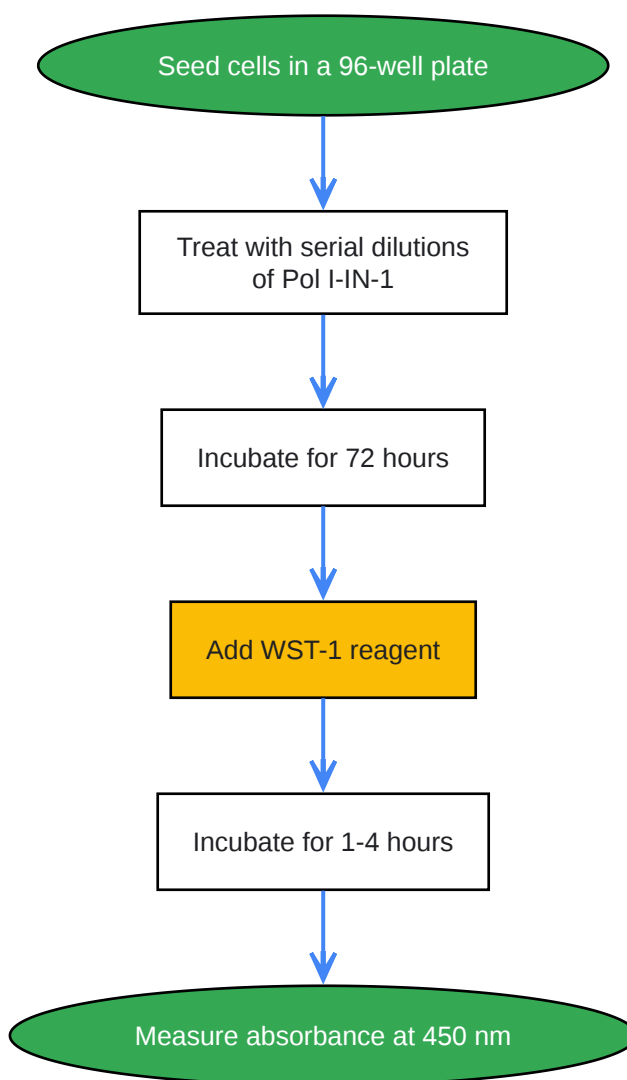 Seed cells in a 96-well plate
Treat with serial dilutions
of Pol I-IN-1
Incubate for 72 hours
Add WST-1 reagent
Incubate for 1-4 hours
Measure absorbance at 450 nm